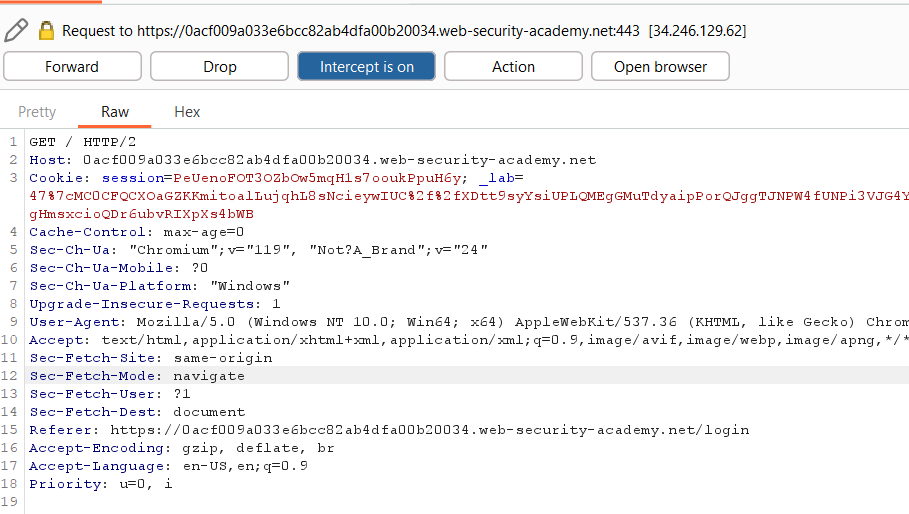 Request to https://0acf009a033e6bcc82ab4dfa00b20034.web-security-academy.net:443 [34.246.129.62]
Forward Drop Intercept is on Action Open browser
Pretty Raw Hex
1 GET / HTTP/2
2 Host: 0acf009a033e6bcc82ab4dfa00b20034.web-security-academy.net
3 Cookie: session=PeUenoFOT3OZbOw5mqH1s7ooukPpuH6y; _lab=
47%7cMC0CFQCXOaGZKKmitoalLujqhL8sNcieywIUC%2f%2fXDtt9syYsiUPLQMEgGMuTdyaipPorQJggTJNPW4fUNPi3VJG4Y
gHmsxcioQDr6ubvRIXpXs4bWB
4 Cache-Control: max-age=0
5 Sec-Ch-Ua: "Chromium";v="119", "Not?A_Brand";v="24"
6 Sec-Ch-Ua-Mobile: ?0
7 Sec-Ch-Ua-Platform: "Windows"
8 Upgrade-Insecure-Requests: 1
9 User-Agent: Mozilla/5.0 (Windows NT 10.0; Win64; x64) AppleWebKit/537.36 (KHTML, like Gecko) Chrom
10 Accept: text/html,application/xhtml+xml,application/xml;q=0.9,image/avif,image/webp,image/apng,*/*
11 Sec-Fetch-Site: same-origin
12 Sec-Fetch-Mode: navigate
13 Sec-Fetch-User: ?1
14 Sec-Fetch-Dest: document
15 Referer: https://0acf009a033e6bcc82ab4dfa00b20034.web-security-academy.net/login
16 Accept-Encoding: gzip, deflate, br
17 Accept-Language: en-US,en;q=0.9
18 Priority: u=0, i
19